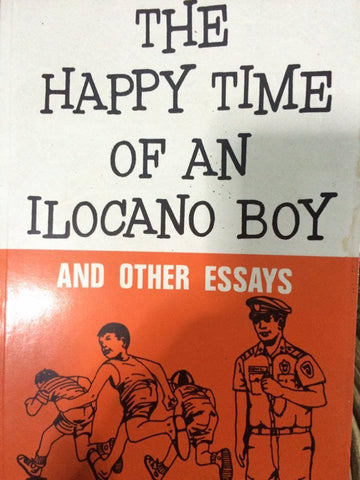 THE
HAPPY TIME
OF AN
ILOCANO BOY
AND OTHER ESSAYS